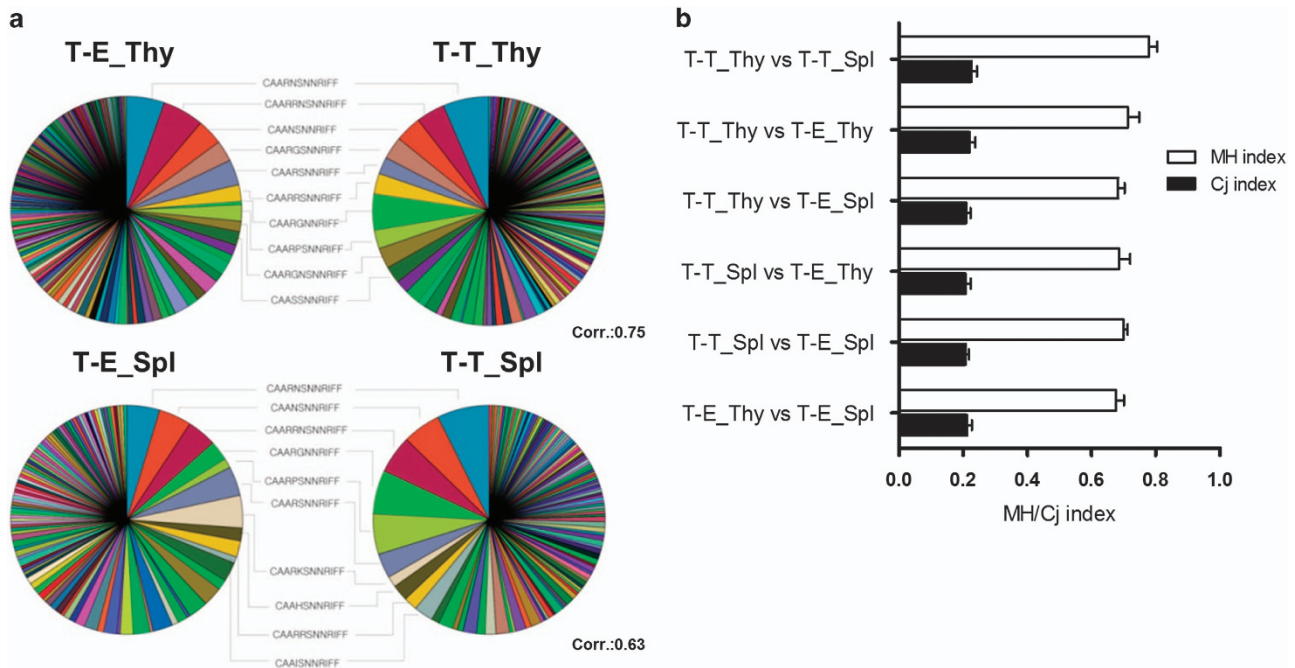 a
T-E_Thy
T-T_Thy
CAARNSNNRIFF
CAARRNSNNRIFF
CAANSNNRIFF
CAARGSNNRIFF
CAARSNNRIFF
CAARRSNNRIFF
CAARGNNRIFF
CAARPSNNRIFF
CAARGNSNNRIFF
CAASSNNRIFF
Corr.:0.75
T-E_Spl
T-T_Spl
CAARNSNNRIFF
CAANSNNRIFF
CAARRNSNNRIFF
CAARGNNRIFF
CAARPSNNRIFF
CAARSNNRIFF
CAARKSNNRIFF
CAAHSNNRIFF
CAARRSNNRIFF
CAAISNNRIFF
Corr.:0.63
b
T-T_Thy vs T-T_Spl
T-T_Thy vs T-E_Thy
T-T_Thy vs T-E_Spl
T-T_Spl vs T-E_Thy
T-T_Spl vs T-E_Spl
T-E_Thy vs T-E_Spl
MH index
Cj index
0.0 0.2 0.4 0.6 0.8 1.0
MH/Cj index